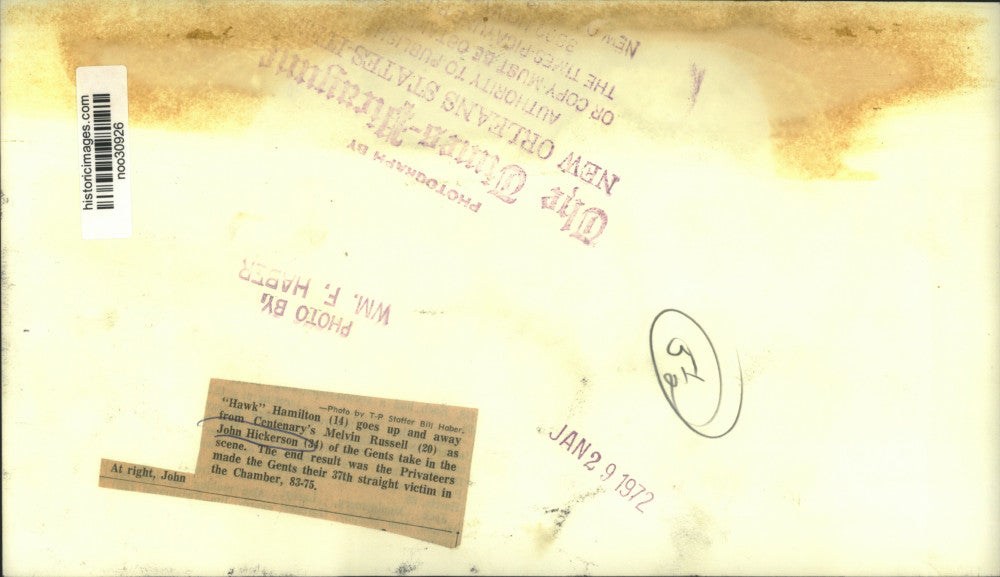 historicimages.com
noo30926
PHOTOGRAPH BY
The Times-Picayune
NEW ORLEANS STATES-ITEM
AUTHORITY TO PUBLISH
OR COPY MUST BE
THE TIMES-PICAYUNE
NEW
PHOTO BY,
WM. F. HABER
JAN 29 1972
—Photo by T-P Staffer Bill Haber.
"Hawk" Hamilton (14) goes up and away
from Centenary's Melvin Russell (20) as
John Hickerson (34) of the Gents take in the
scene. The end result was the Privateers
made the Gents their 37th straight victim in
the Chamber, 83-75.
At right, John